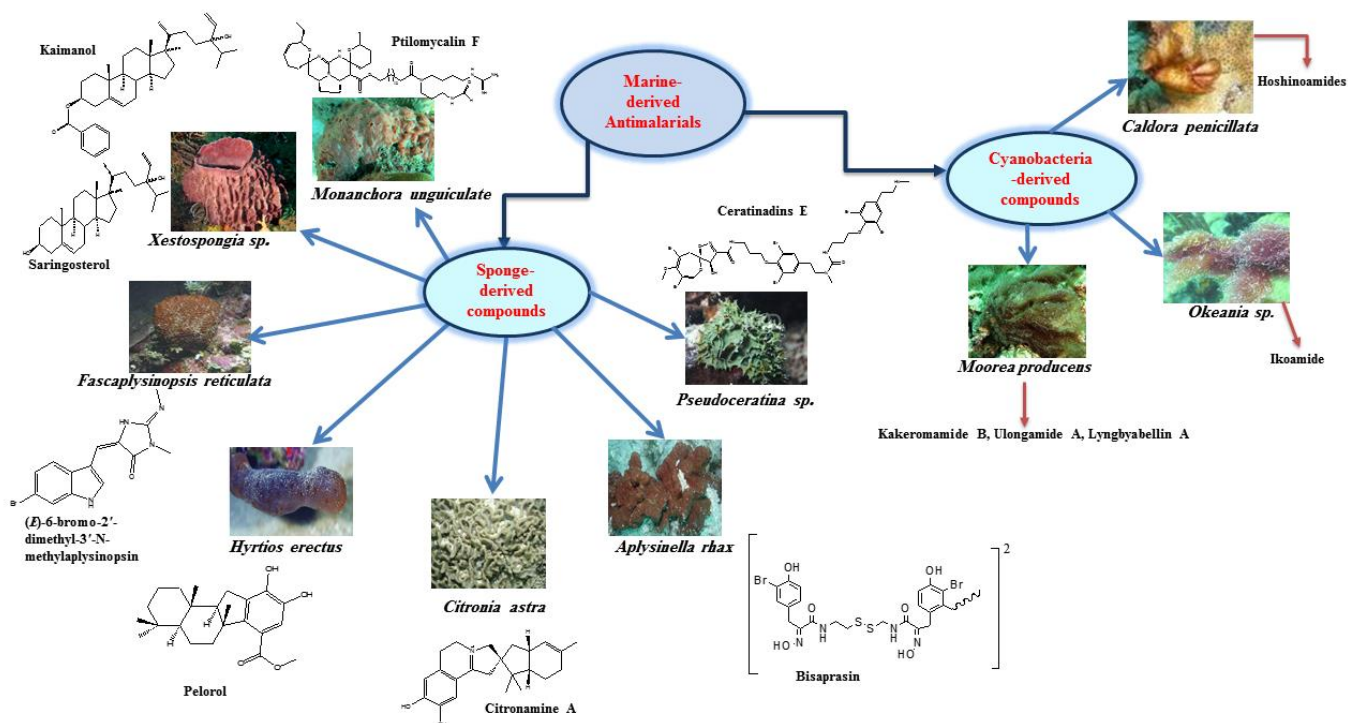 Kaimanol
Ptilomycalin F
Marine-
derived
Antimalarials
Hoshinoamides
Caldora penicillata
Xestospongia sp.
Monanchora unguiculate
Cyanobacteria
-derived
compounds
Ceratinadins E
Saringosterol
Sponge-
derived
compounds
Okeania sp.
Ikoamide
Fascaplysinopsis reticulata
Moorea producens
Pseudoceratina sp.
Kakeromamide B, Ulongamide A, Lyngbyabellin A
(E)-6-bromo-2'-
dimethyl-3'-N-
methylaplysinopsin
Hyrtios erectus
Aplysinella rhax
Citronia astra
2
Pelorol
Citronamine A
Bisaprasin